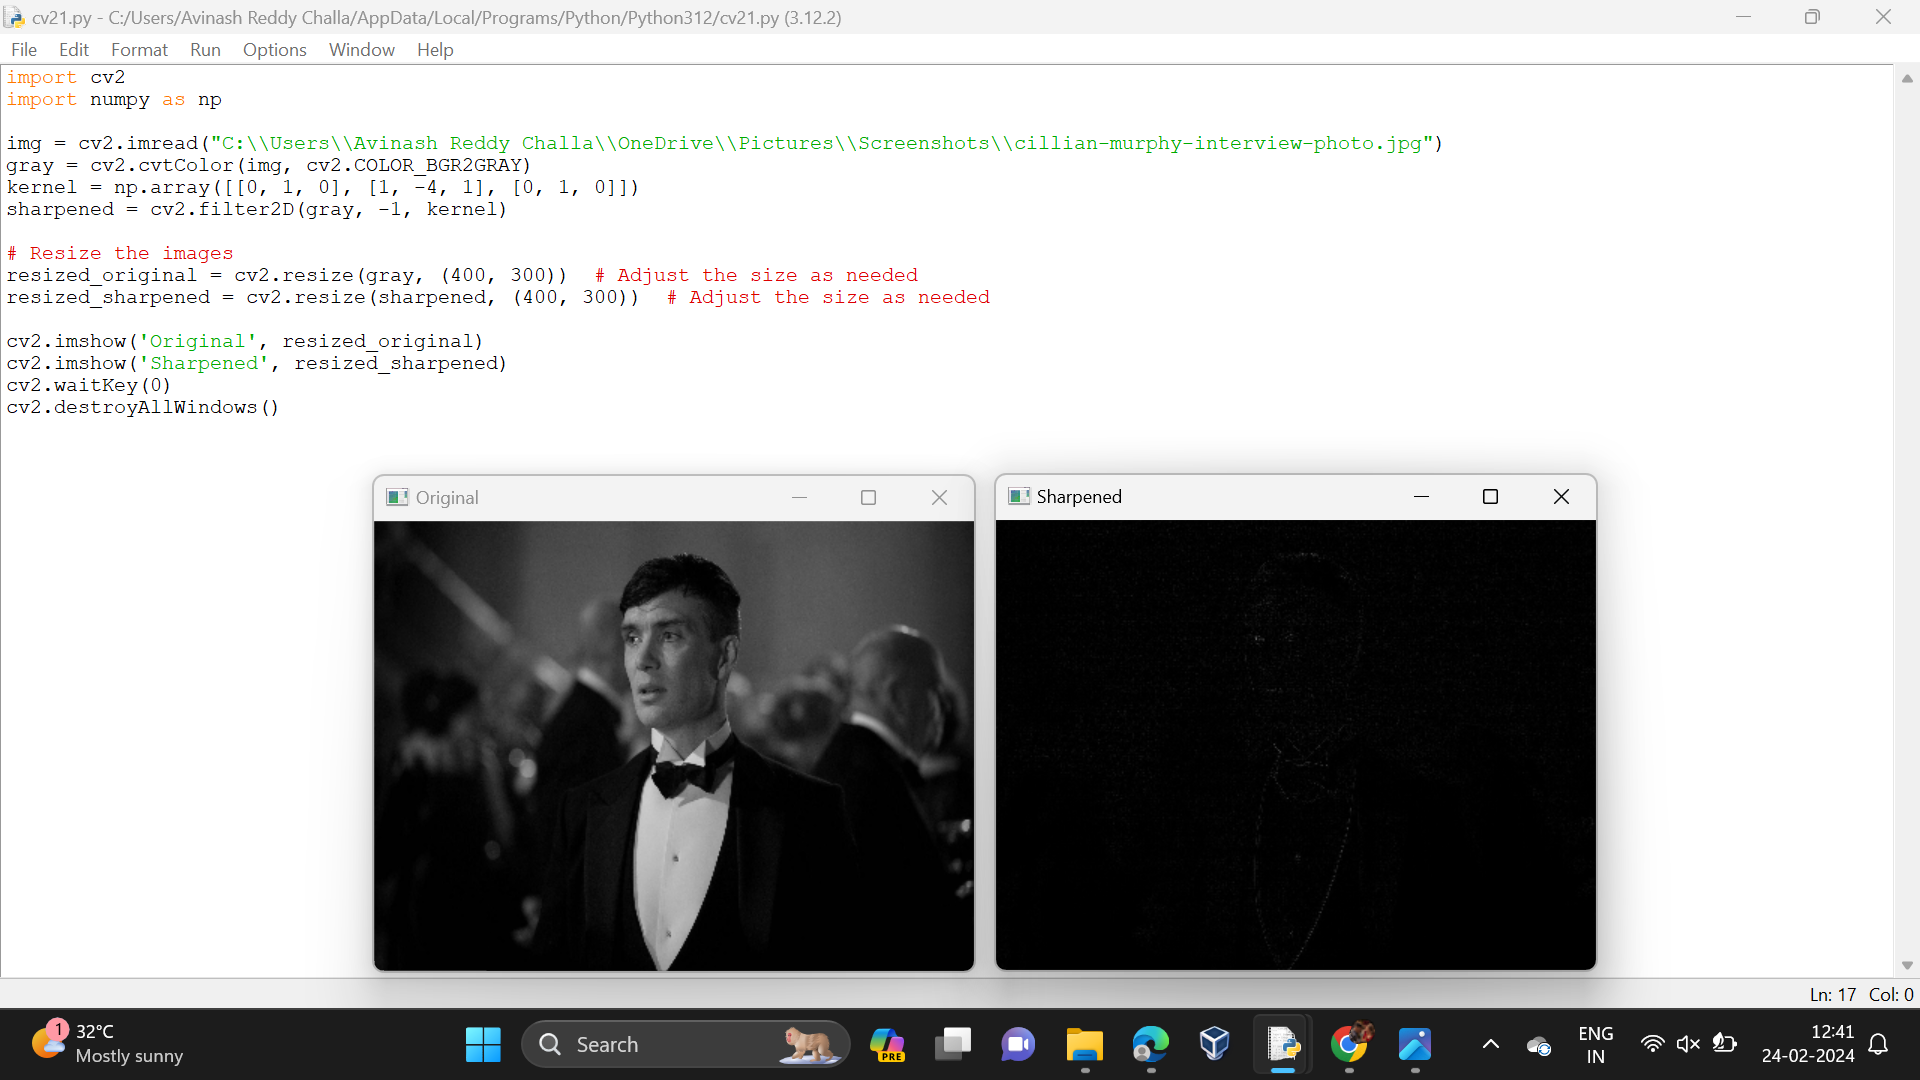 cv21.py - C:/Users/Avinash Reddy Challa/AppData/Local/Programs/Python/Python312/cv21.py (3.12.2)
File Edit Format Run Options Window Help
import cv2
import numpy as np
img = cv2.imread("C:\\Users\\Avinash Reddy Challa\\OneDrive\\Pictures\\Screenshots\\cillian-murphy-interview-photo.jpg")
gray = cv2.cvtColor(img, cv2.COLOR_BGR2GRAY)
kernel = np.array([[0, 1, 0], [1, -4, 1], [0, 1, 0]])
sharpened = cv2.filter2D(gray, -1, kernel)
# Resize the images
resized_original = cv2.resize(gray, (400, 300))  # Adjust the size as needed
resized_sharpened = cv2.resize(sharpened, (400, 300))  # Adjust the size as needed
cv2.imshow('Original', resized_original)
cv2.imshow('Sharpened', resized_sharpened)
cv2.waitKey(0)
cv2.destroyAllWindows()
Original
Sharpened
Ln: 17 Col: 0
1
32°C
Mostly sunny
Search
PRE
ENG
IN
12:41
24-02-2024